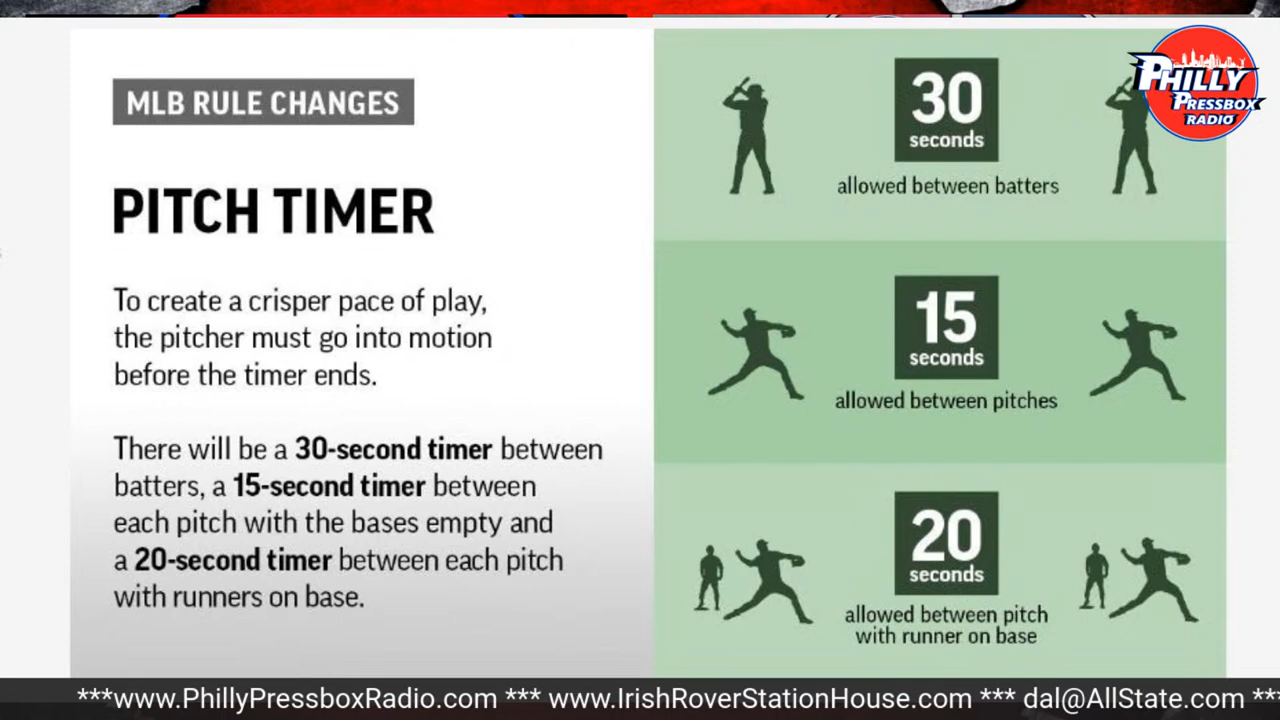 MLB RULE CHANGES
PITCH TIMER
To create a crisper pace of play,
the pitcher must go into motion
before the timer ends.
There will be a 30-second timer between
batters, a 15-second timer between
each pitch with the bases empty and
a 20-second timer between each pitch
with runners on base.
30
seconds
allowed between batters
15
seconds
allowed between pitches
20
seconds
allowed between pitch
with runner on base
PHILLY
PRESSBOX
RADIO
***www.PhillyPressboxRadio.com *** www.IrishRoverStationHouse.com *** dal@AllState.com ***